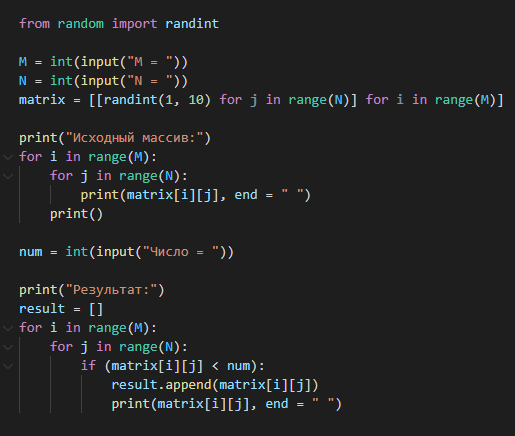 from random import randint

M = int(input("M = "))
N = int(input("N = "))
matrix = [[randint(1, 10) for j in range(N)] for i in range(M)]

print("Исходный массив:")
for i in range(M):
    for j in range(N):
        print(matrix[i][j], end = " ")
    print()

num = int(input("Число = "))

print("Результат:")
result = []
for i in range(M):
    for j in range(N):
        if (matrix[i][j] < num):
            result.append(matrix[i][j])
            print(matrix[i][j], end = " ")